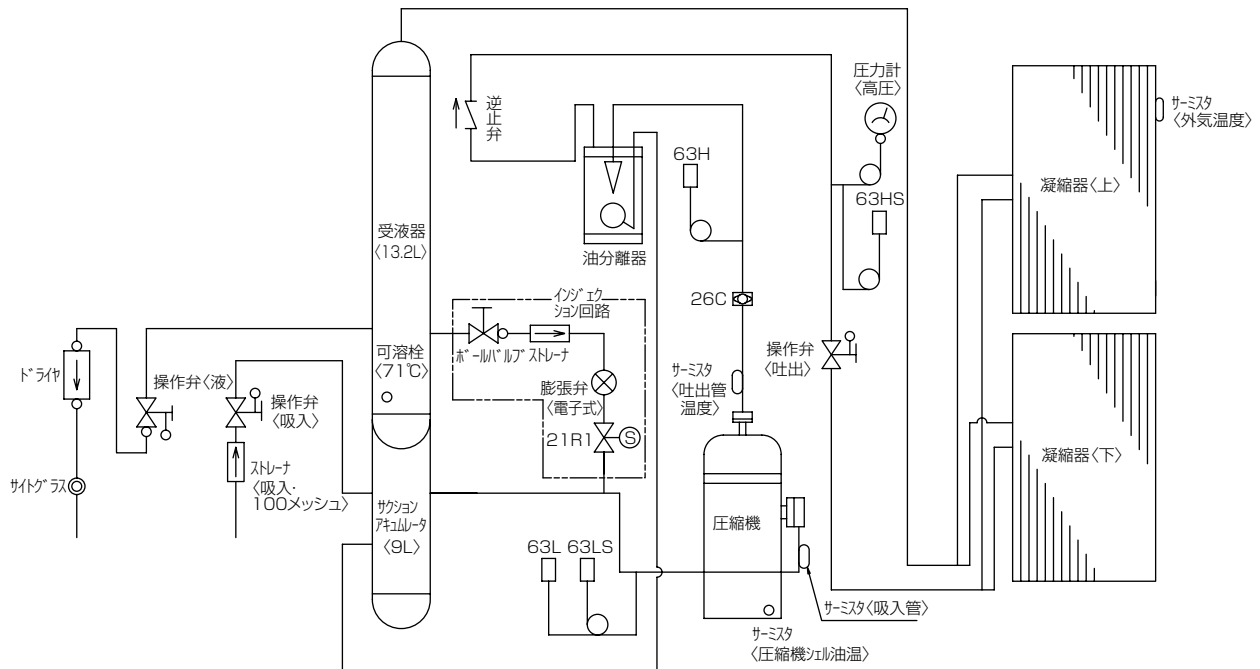 圧力計
〈高圧〉
サーミスタ
〈外気温度〉
逆止弁
63H
63HS
凝縮器〈上〉
受液器
〈13.2L〉
油分離器
インジェク
ション回路
26C
ボールバルブ
ストレーナ
可溶栓
〈71℃〉
ドライヤ
操作弁〈液〉
操作弁
〈吸入〉
膨張弁
〈電子式〉
サーミスタ
〈吐出管
温度〉
操作弁
〈吐出〉
21R1
S
凝縮器〈下〉
サイトグラス
ストレーナ
〈吸入・
100メッシュ〉
サクション
アキュムレータ
〈9L〉
圧縮機
63L
63LS
サーミスタ〈吸入管〉
サーミスタ
〈圧縮機シェル油温〉